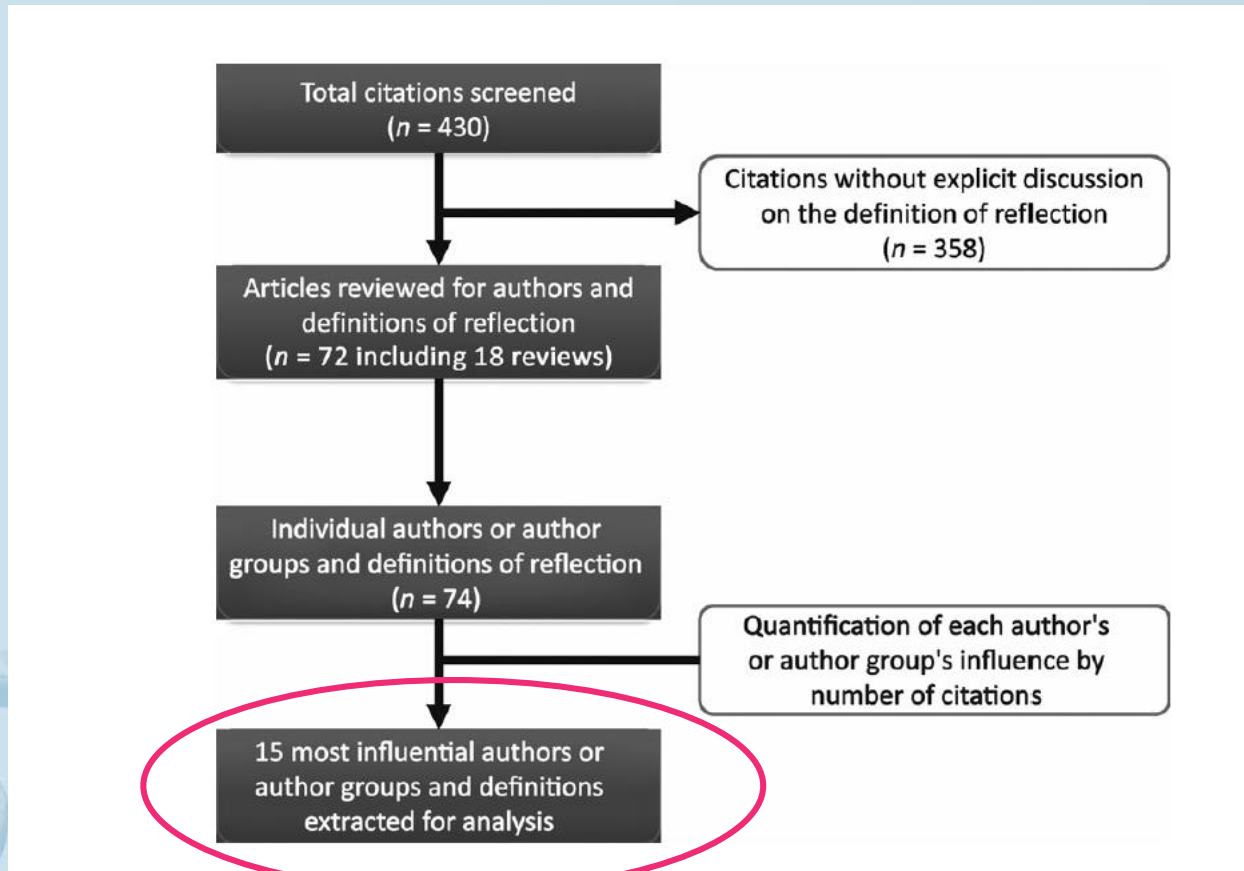 Total citations screened
(n = 430)
Citations without explicit discussion
on the definition of reflection
(n = 358)
Articles reviewed for authors and
definitions of reflection
(n = 72 including 18 reviews)
Individual authors or author
groups and definitions of reflection
(n = 74)
Quantification of each author's
or author group's influence by
number of citations
15 most influential authors or
author groups and definitions
extracted for analysis